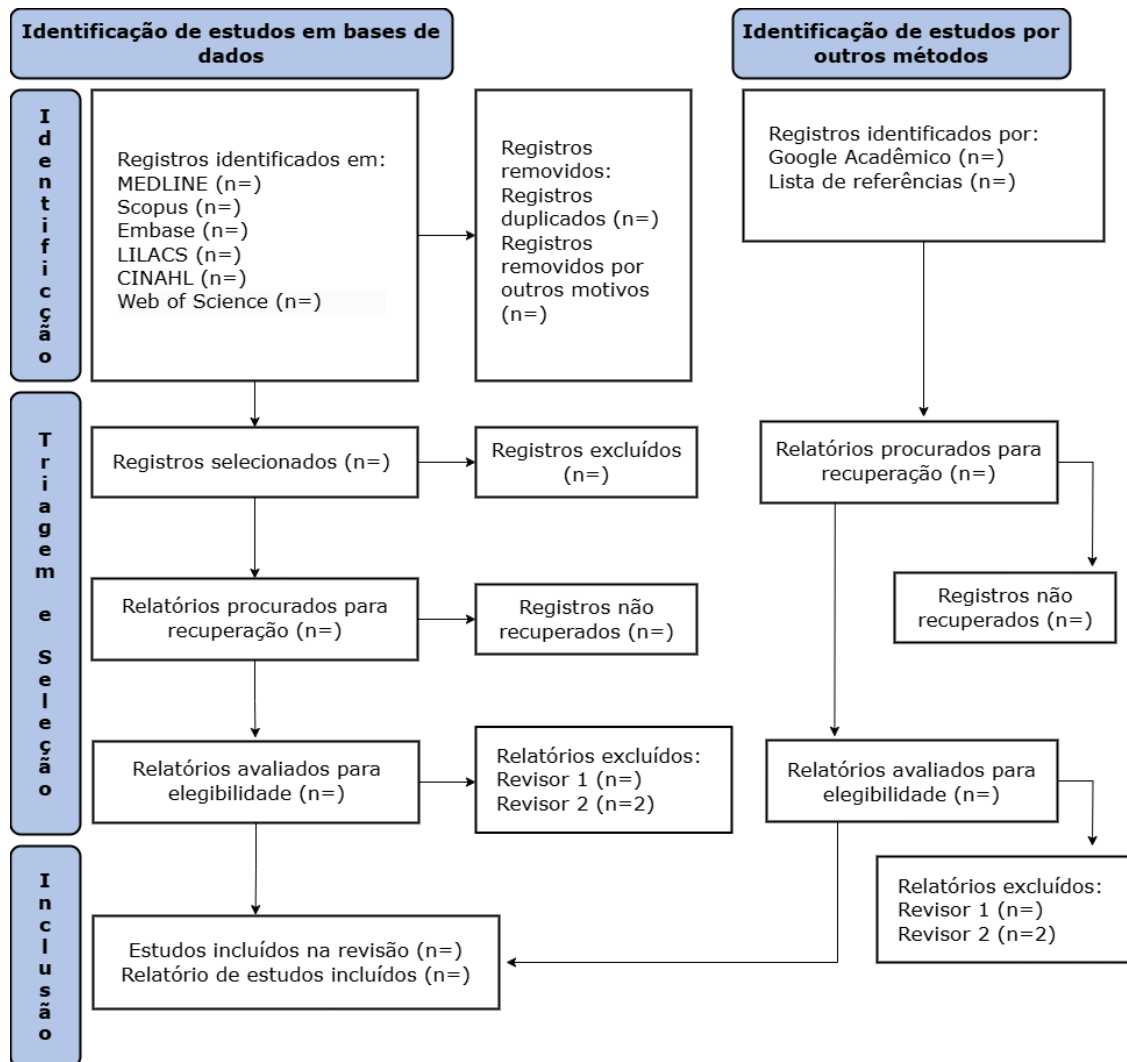 Identificação de estudos em bases de
dados
Identificação de estudos por
outros métodos
Identificção
Registros identificados em:
MEDLINE (n=)
Scopus (n=)
Embase (n=)
LILACS (n=)
CINAHL (n=)
Web of Science (n=)
Registros
removidos:
Registros
duplicados (n=)
Registros
removidos por
outros motivos
(n=)
Registros identificados por:
Google Acadêmico (n=)
Lista de referências (n=)
Triagem e Seleção
Registros selecionados (n=)
Registros excluídos
(n=)
Relatórios procurados para
recuperação (n=)
Relatórios procurados para
recuperação (n=)
Registros não
recuperados (n=)
Registros não
recuperados (n=)
Relatórios avaliados para
elegibilidade (n=)
Relatórios excluídos:
Revisor 1 (n=)
Revisor 2 (n=2)
Relatórios avaliados para
elegibilidade (n=)
Relatórios excluídos:
Revisor 1 (n=)
Revisor 2 (n=2)
Inclusão
Estudos incluídos na revisão (n=)
Relatório de estudos incluídos (n=)